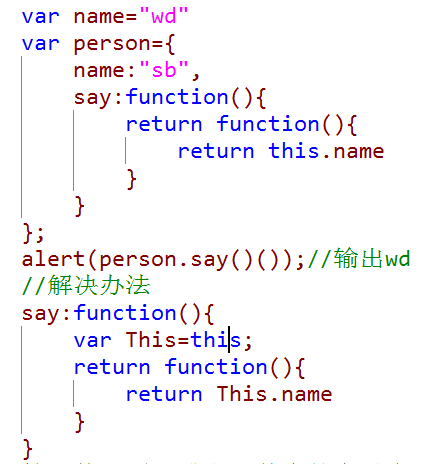 var name="wd"
var person={
    name:"sb",
    say:function(){
        return function(){
            return this.name
        }
    }
};
alert(person.say()());//输出wd
//解决办法
say:function(){
    var This=this;
    return function(){
        return This.name
    }
}